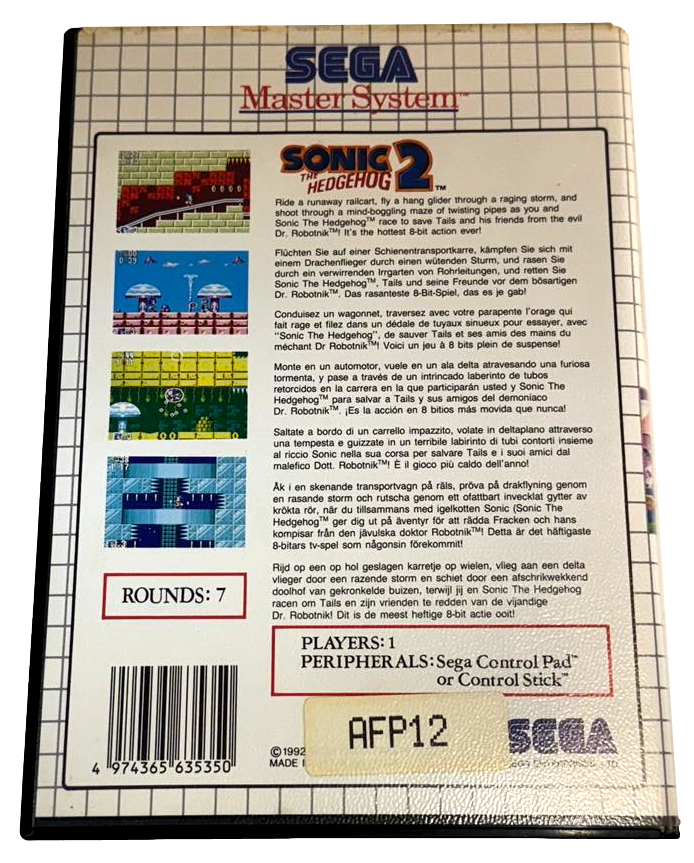 SEGA
Master System™
SONIC
THE
HEDGEHOG 2™
Ride a runaway railcart, fly a hang glider through a raging storm, and
shoot through a mind-boggling maze of twisting pipes as you and
Sonic The Hedgehog™ race to save Tails and his friends from the evil
Dr. Robotnik™! It's the hottest 8-bit action ever!
Flüchten Sie auf einer Schienentransportkarre, kämpfen Sie sich mit
einem Drachenflieger durch einen wütenden Sturm, und rasen Sie
durch ein verwirrenden Irrgarten von Rohrleitungen, und retten Sie
Sonic The Hedgehog™, Tails und seine Freunde vor dem bösartigen
Dr. Robotnik™. Das rasanteste 8-Bit-Spiel, das es je gab!
Conduisez un wagonnet, traversez avec votre parapente l'orage qui
fait rage et filez dans un dédale de tuyaux sinueux pour essayer, avec
"Sonic The Hedgehog", de sauver Tails et ses amis des mains du
méchant Dr Robotnik™! Voici un jeu à 8 bits plein de suspense!
Monte en un automotor, vuele en un ala delta atravesando una furiosa
tormenta, y pase a través de un intrincado laberinto de tubos
retorcidos en la carrera en la que participarán usted y Sonic The
Hedgehog™ para salvar a Tails y sus amigos del demoníaco
Dr. Robotnik™. ¡Es la acción en 8 bitios más movida que nunca!
Saltate a bordo di un carrello impazzito, volate in deltaplano attraverso
una tempesta e guizzate in un terribile labirinto di tubi contorti insieme
al riccio Sonic nella sua corsa per salvare Tails e i suoi amici dal
malefico Dott. Robotnik™! È il gioco più caldo dell'anno!
Åk i en skenande transportvagn på räls, pröva på drakflyning genom
en rasande storm och rutscha genom ett ofattbart invecklat gytter av
krökta rör, när du tillsammans med igelkotten Sonic (Sonic The
Hedgehog™ ger dig ut på äventyr för att rädda Fracken och hans
kompisar från den jävulska doktor Robotnik™! Detta är det häftigaste
8-bitars tv-spel som någonsin förekommit!
Rijd op een op hol geslagen karretje op wielen, vlieg aan een delta
vlieger door een razende storm en schiet door een afschrikwekkend
doolhof van gekronkelde buizen, terwijl jij en Sonic The Hedgehog
racen om Tails en zijn vrienden te redden van de vijandige
Dr. Robotnik! Dit is de meest heftige 8-bit actie ooit!
ROUNDS: 7
PLAYERS: 1
PERIPHERALS: Sega Control Pad™
or Control Stick™
AFP12
©1992
MADE I
SEGA
4 974365 635350